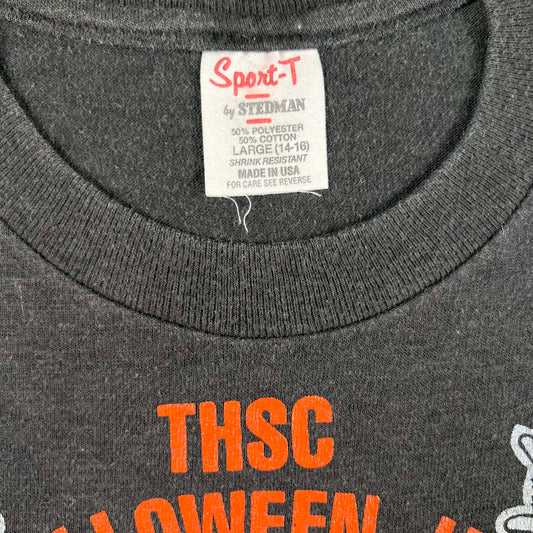 Sport-T
by STEDMAN
50% POLYESTER
50% COTTON
LARGE (14-16)
SHRINK RESISTANT
MADE IN USA
FOR CARE SEE REVERSE
THSC